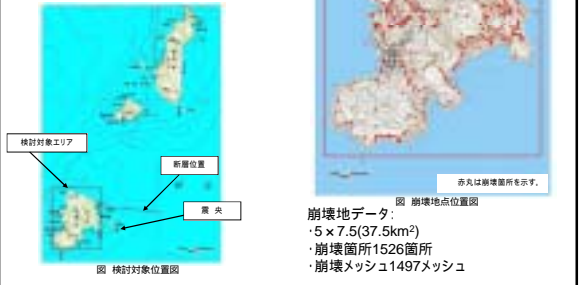 検討対象エリア
断層位置
震 央
図 検討対象位置図
赤丸は崩壊箇所を示す。
図 崩壊地点位置図
崩壊地データ:
・5×7.5(37.5km²)
・崩壊箇所1526箇所
・崩壊メッシュ1497メッシュ